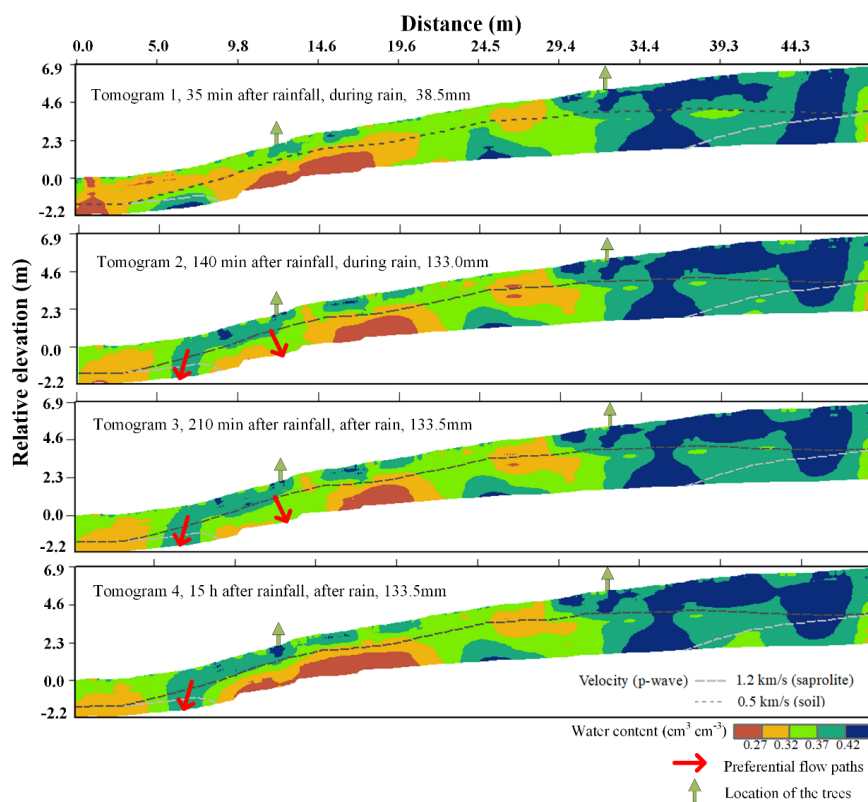 Distance (m)
0.0 5.0 9.8 14.6 19.6 24.5 29.4 34.4 39.3 44.3
Relative elevation (m)
6.9
4.6
2.3
0.0
-2.2
Tomogram 1, 35 min after rainfall, during rain, 38.5mm
6.9
4.6
2.3
0.0
-2.2
Tomogram 2, 140 min after rainfall, during rain, 133.0mm
6.9
4.6
2.3
0.0
-2.2
Tomogram 3, 210 min after rainfall, after rain, 133.5mm
6.9
4.6
2.3
0.0
-2.2
Tomogram 4, 15 h after rainfall, after rain, 133.5mm
Velocity (p-wave) 1.2 km/s (saprolite)
0.5 km/s (soil)
Water content (cm³ cm⁻³)
0.27 0.32 0.37 0.42
Preferential flow paths
Location of the trees